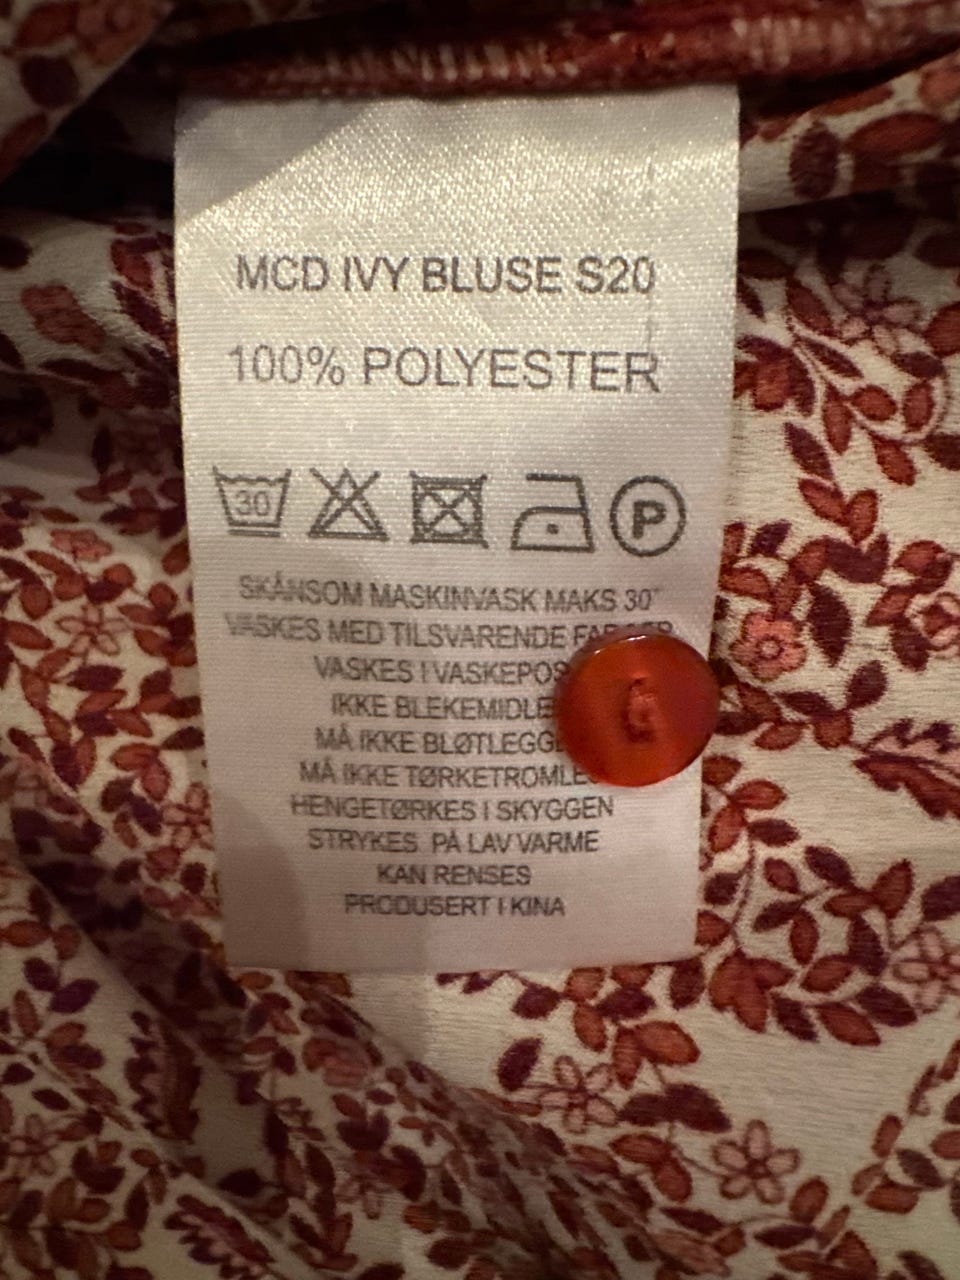 MCD IVY BLUSE S20
100% POLYESTER
30 P
SKÅNSOM MASKINVASK MAKS 30°
VASKES MED TILSVARENDE
VASKES I
IKKE
MÅ IKKE
MÅ IKKE
HENGETØRKES I SKYGGEN
STRYKES PÅ LAV VARME
KAN RENSES
PRODUSERT I KINA